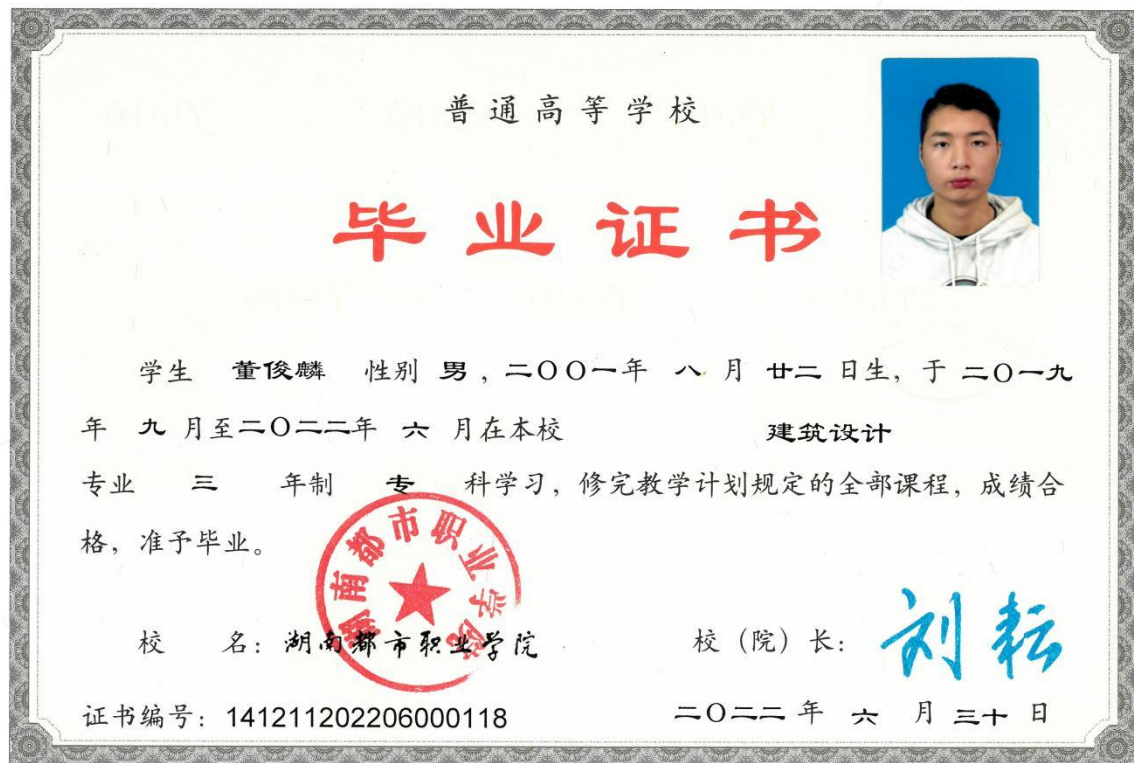 普通高等学校
毕业证书
学生 董俊麟 性别 男，二〇〇一年 八 月 廿二 日生，于 二〇一九
年 九 月至二〇二二年 六 月在本校 建筑设计
专业 三 年制 专 科学习，修完教学计划规定的全部课程，成绩合
格，准予毕业。
湖南都市职业学院
校 名：湖南都市职业学院 校（院）长：刘耘
证书编号：141211202206000118 二〇二二 年 六 月 三十 日